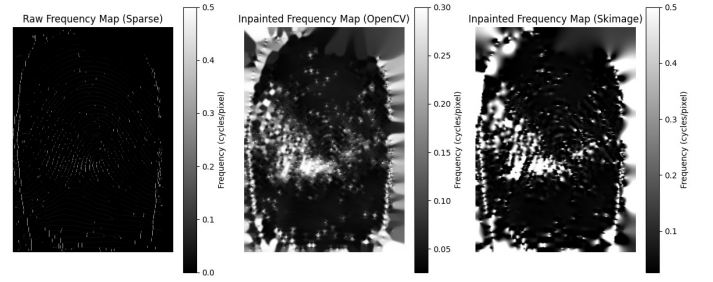 Raw Frequency Map (Sparse)
0.5
0.4
0.3
0.2
0.1
0.0
Frequency (cycles/pixel)
Inpainted Frequency Map (OpenCV)
0.30
0.25
0.20
0.15
0.10
0.05
Frequency (cycles/pixel)
Inpainted Frequency Map (Skimage)
0.5
0.4
0.3
0.2
0.1
Frequency (cycles/pixel)